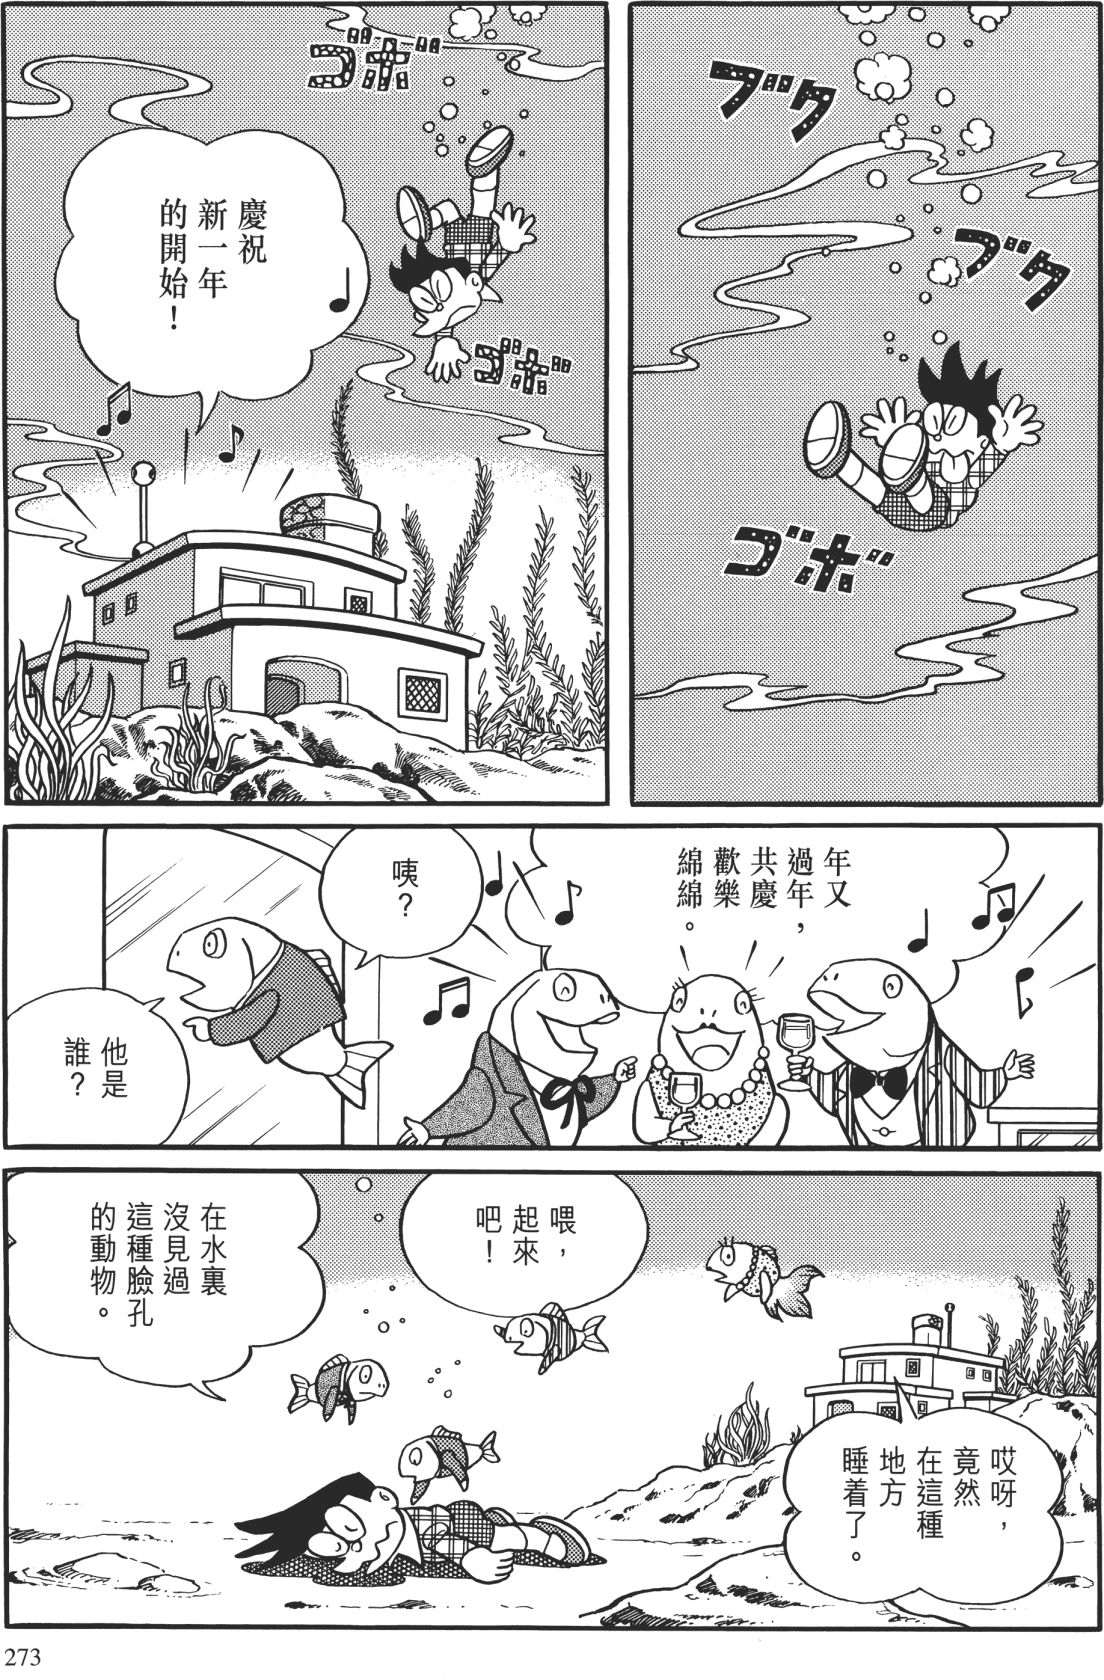 ブク
ブク
ゴボ
ゴボ
慶祝
新一年
的開始！
ゴボ
年又
過年，
共慶
歡樂
綿綿。
咦？
他是
誰？
喂，
起來
吧！
在水裏
沒見過
這種臉孔
的動物。
哎呀，
竟然
在這種
地方
睡着了。
273